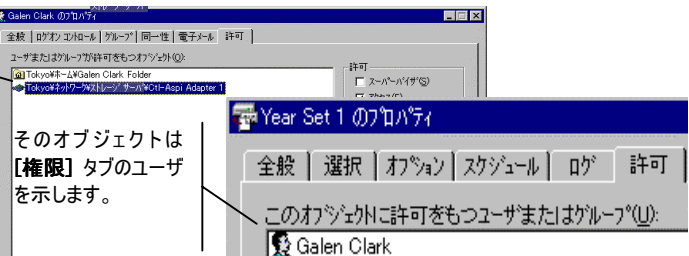 Galen Clark のﾌﾟﾛﾊﾟﾃｨ
全般 ﾛｸﾞｵﾝ ｺﾝﾄﾛｰﾙ ｸﾞﾙｰﾌﾟ 同一性 電子ﾒｰﾙ 許可
ﾕｰｻﾞまたはｸﾞﾙｰﾌﾟが許可をもつｵﾌﾞｼﾞｪｸﾄ(O):
Tokyo¥ﾎｰﾑ¥Galen Clark Folder
Tokyo¥ﾈｯﾄﾜｰｸ¥ｽﾄﾚｰｼﾞ ｻｰﾊﾞ¥Ctl-Aspi Adapter 1
許可
ｽｰﾊﾟｰﾊﾞｲｻﾞ(S)
そのオブジェクトは
[権限] タブのユーザ
を示します。
Year Set 1 のﾌﾟﾛﾊﾟﾃｨ
全般 選択 ｵﾌﾟｼｮﾝ ｽｹｼﾞｭｰﾙ ﾛｸﾞ 許可
このｵﾌﾞｼﾞｪｸﾄに許可をもつﾕｰｻﾞまたはｸﾞﾙｰﾌﾟ(U):
Galen Clark